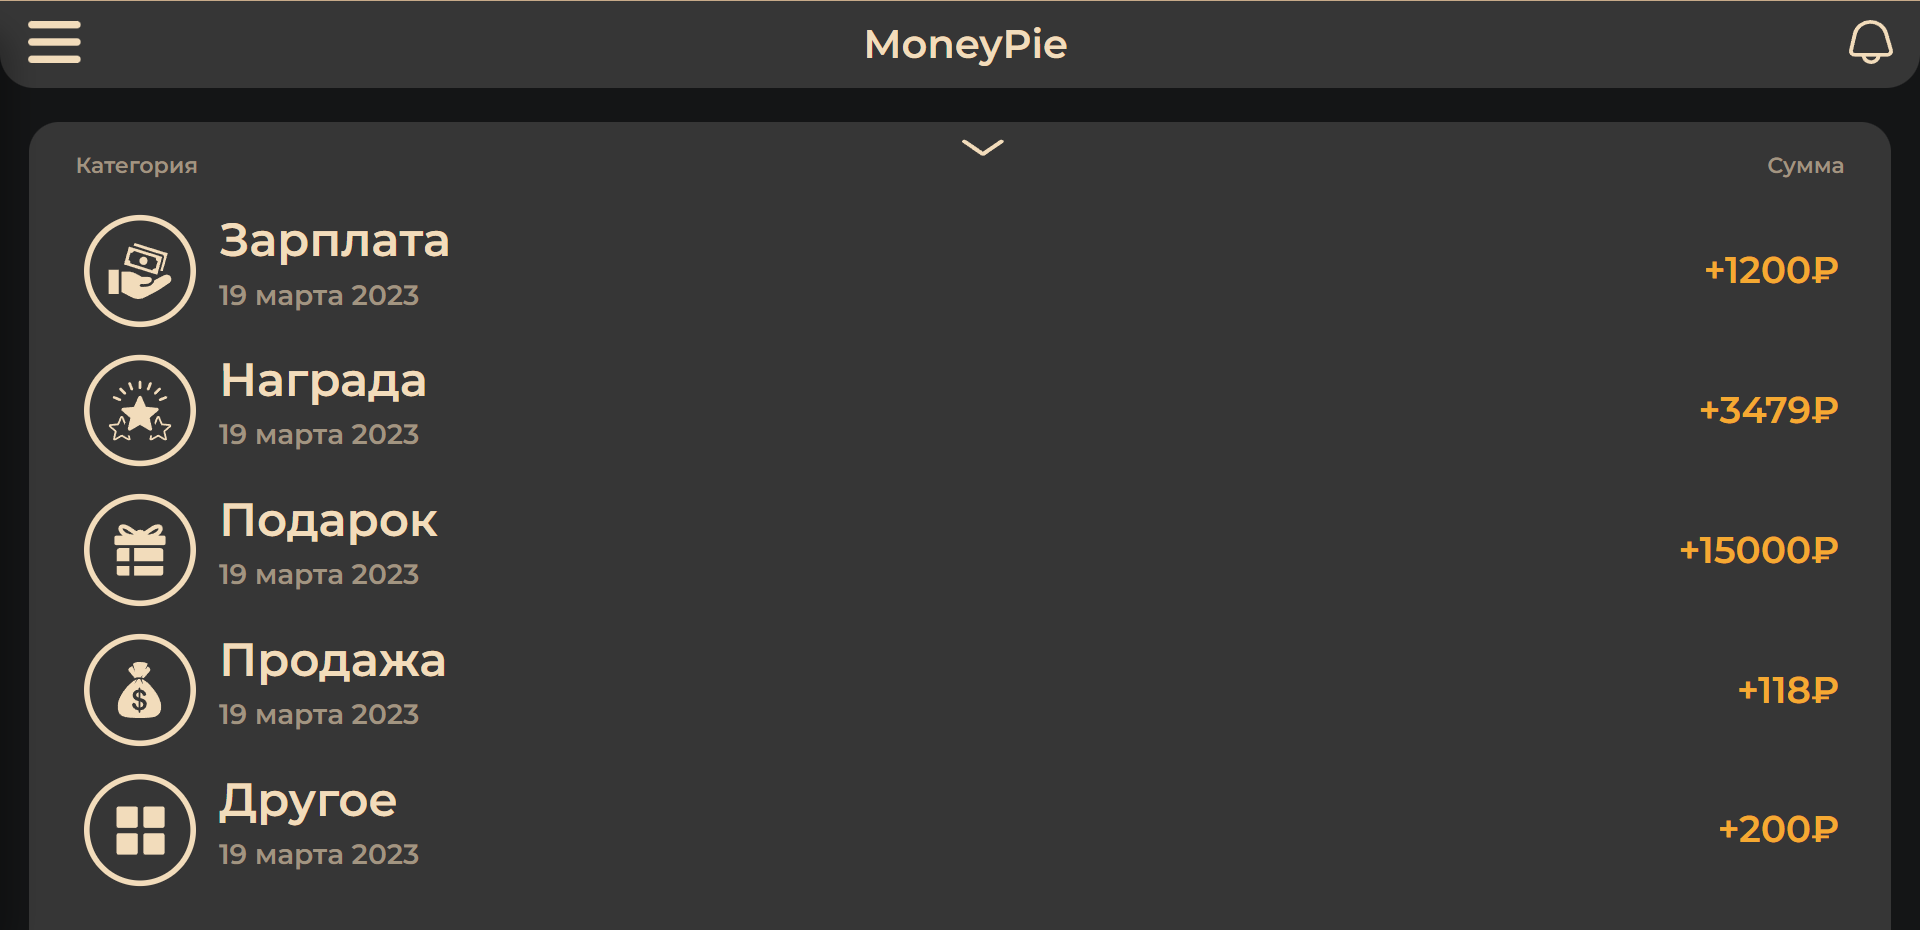 MoneyPie
Категория
Сумма
Зарплата
19 марта 2023
+1200₽
Награда
19 марта 2023
+3479₽
Подарок
19 марта 2023
+15000₽
Продажа
$
19 марта 2023
+118₽
Другое
19 марта 2023
+200₽